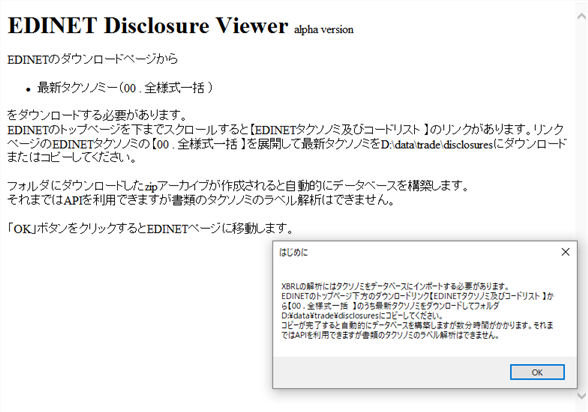 EDINET Disclosure Viewer alpha version
EDINETのダウンロードページから
• 最新タクソノミー（00 . 全様式一括 ）
をダウンロードする必要があります。
EDINETのトップページを下までスクロールすると【EDINETタクソノミ及びコードリスト 】のリンクがあります。リンク
ページのEDINETタクソノミの【00 . 全様式一括 】を展開して最新タクソノミをD:\data\trade\disclosuresにダウンロード
またはコピーしてください。
フォルダにダウンロードしたzipアーカイブが作成されると自動的にデータベースを構築します。
それまではAPIを利用できますが書類のタクソノミのラベル解析はできません。
「OK」ボタンをクリックするとEDINETページに移動します。
はじめに
XBRLの解析にはタクソノミをデータベースにインポートする必要があります。
EDINETのトップページ下方のダウンロードリンク【EDINETタクソノミ及びコードリスト 】か
ら【00 . 全様式一括 】のうち最新タクソノミをダウンロードしてフォルダ
D:¥data¥trade¥disclosuresにコピーしてください。
コピーが完了すると自動的にデータベースを構築しますが数分時間がかかります。それま
ではAPIを利用できますが書類のタクソノミのラベル解析はできません。
OK